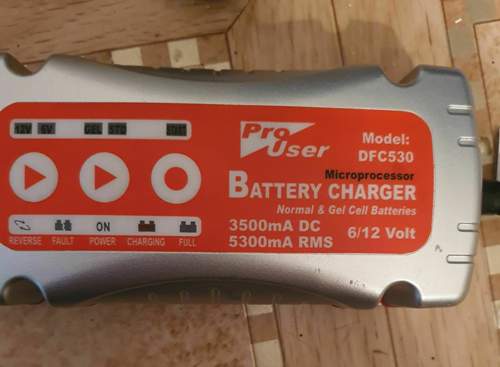 12V 6V GEL STD
Pro
User
Model:
DFC530
Microprocessor
BATTERY CHARGER
Normal & Gel Cell Batteries
3500mA DC
5300mA RMS
6/12 Volt
ON
REVERSE FAULT POWER CHARGING FULL